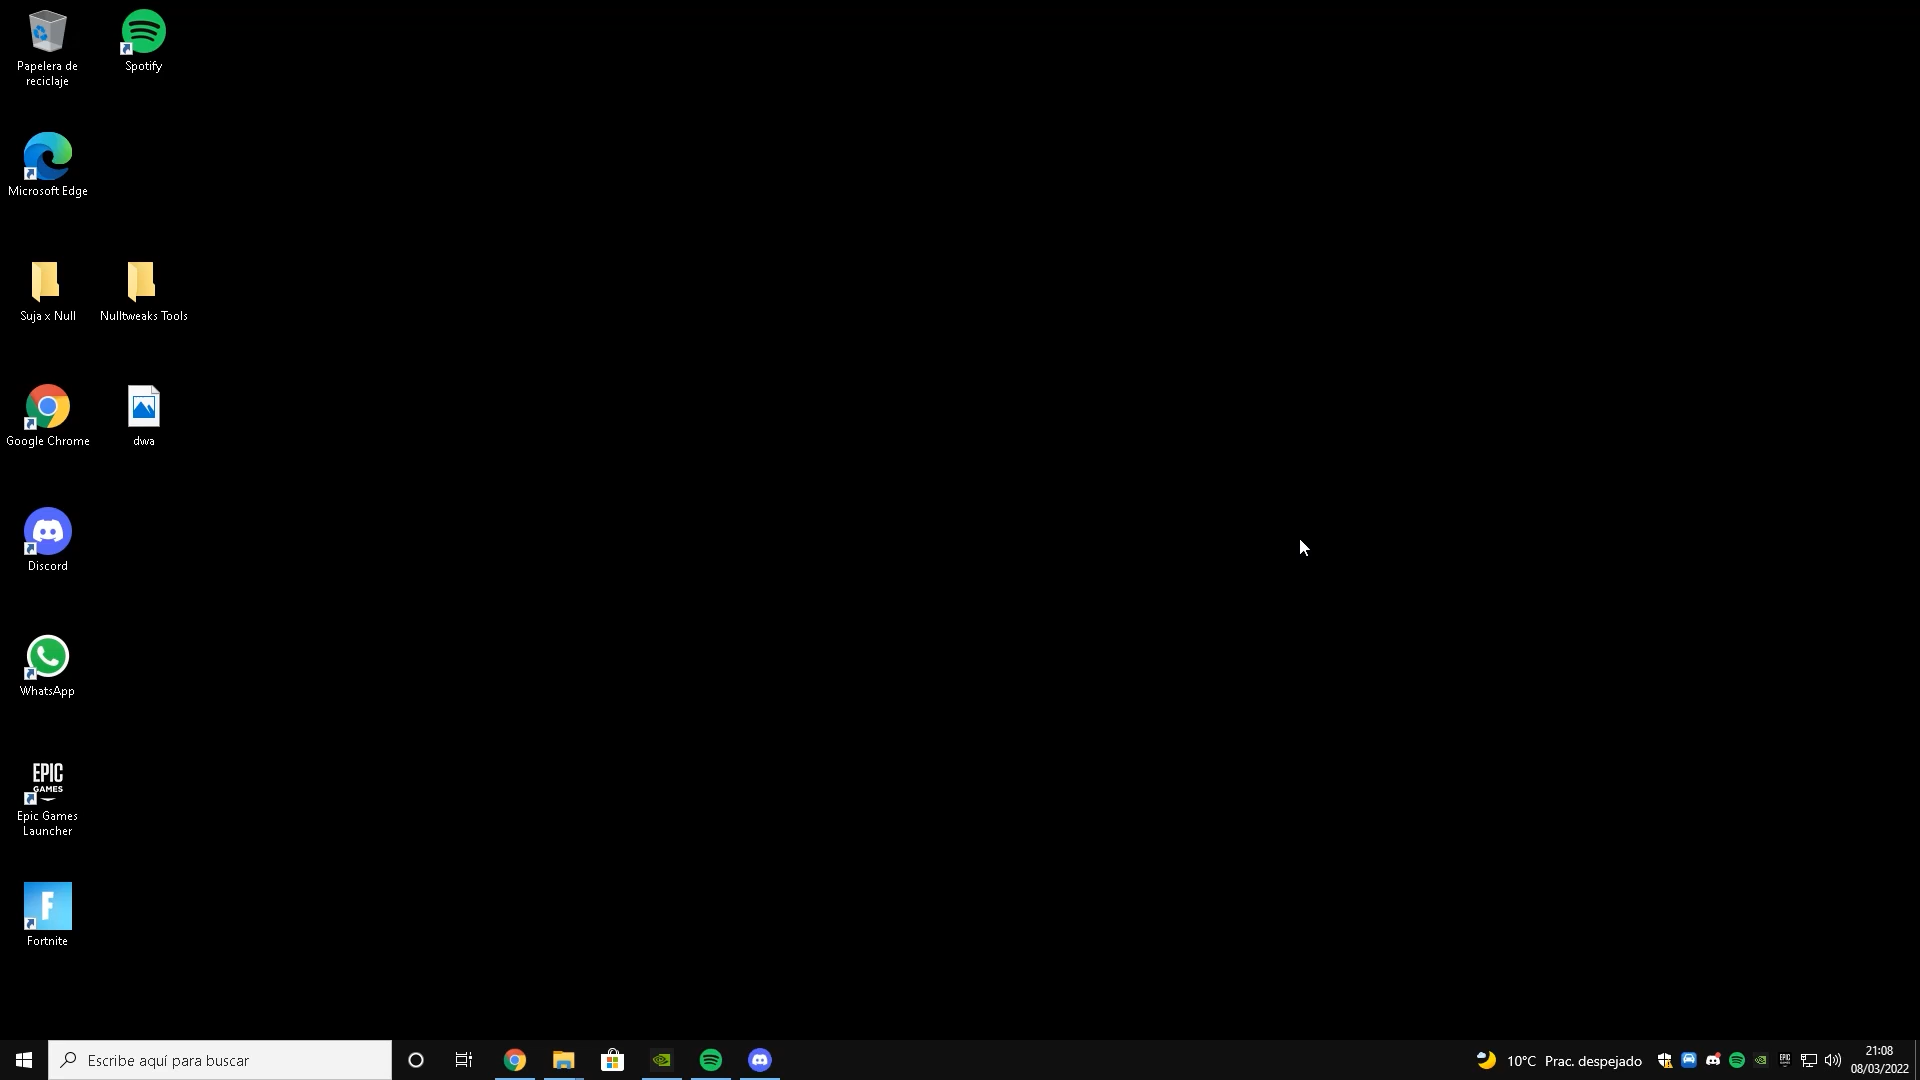 Papelera de
reciclaje
Spotify
Microsoft Edge
Suja x Null
Nulltweaks Tools
Google Chrome
dwa
Discord
WhatsApp
EPIC
GAMES
Epic Games
Launcher
F
Fortnite
Escribe aquí para buscar
10°C Prac. despejado
EPIC
21:08
08/03/2022